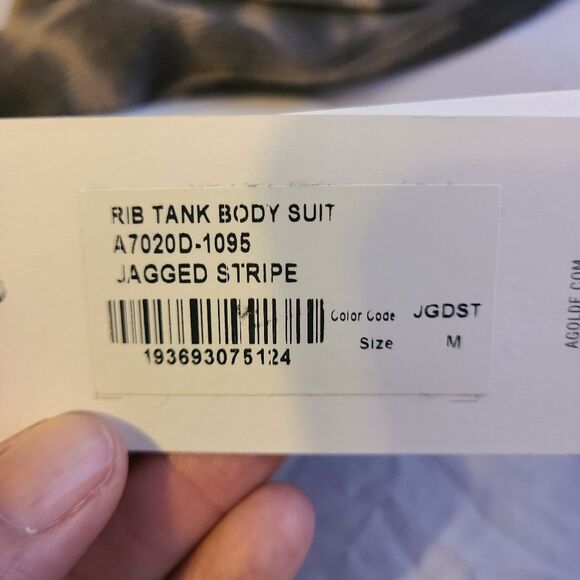 RIB TANK BODY SUIT
A7020D-1095
JAGGED STRIPE
Color Code JGDST
Size M
193693075124
AGOLDE.COM